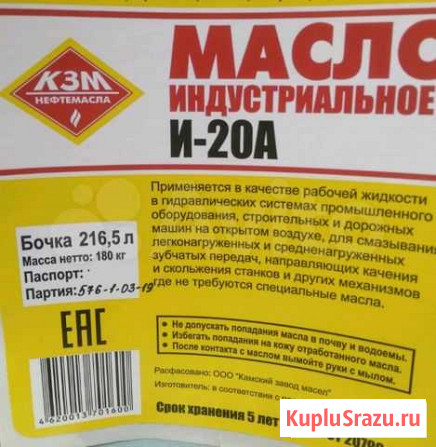 КЗМ
НЕФТЕМАСЛА
МАСЛО
ИНДУСТРИАЛЬНОЕ
И-20А
Применяется в качестве рабочей жидкости
в гидравлических системах промышленного
оборудования, строительных и дорожных
машин на открытом воздухе, для смазывания
легконагруженных и средненагруженных
зубчатых передач, направляющих качения
и скольжения станков и других механизмов
где не требуются специальные масла.
Бочка 216,5 л
Масса нетто: 180 кг
Паспорт:
Партия: 576-1-03-19
ЕАС
• Не допускать попадания масла в почву и водоемы.
• Избегать попадания на кожу отработанного масла.
• После контакта с маслом вымойте руки с мылом.
Расфасовано: ООО "Камский завод масел"
Изготовитель: в соответствии с
Срок хранения 5 лет
4620013701600
KupluSrazu.ru